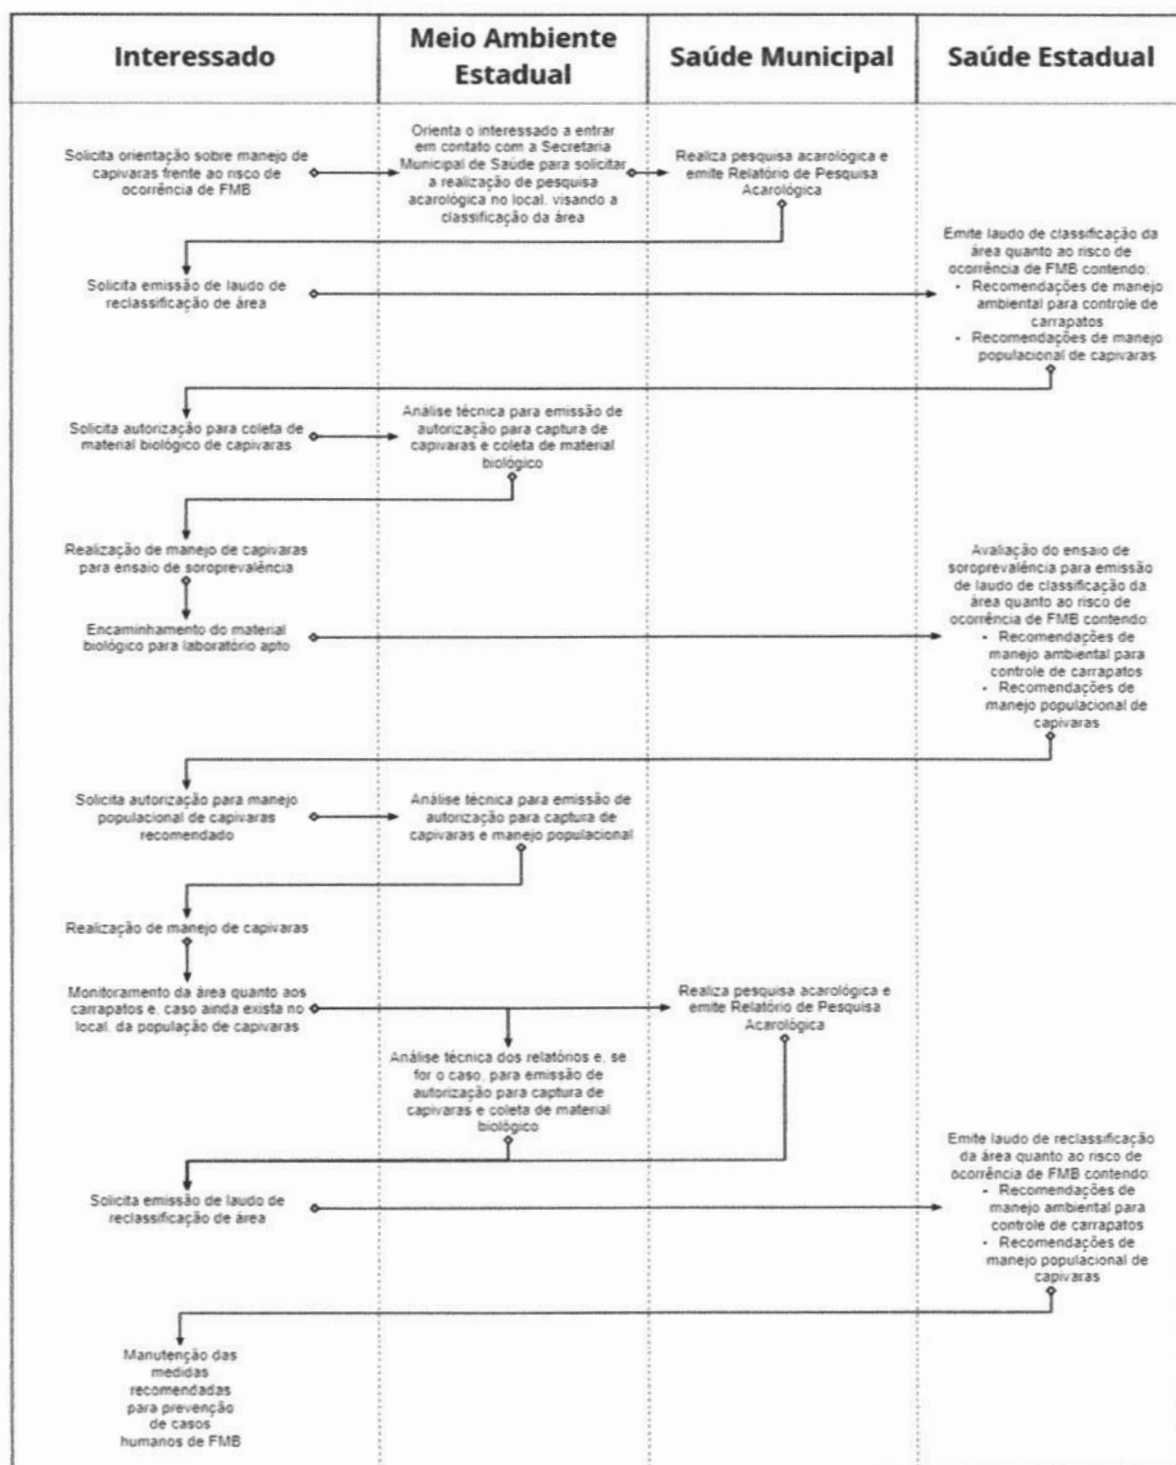 Interessado
Meio Ambiente
Estadual
Saúde Municipal
Saúde Estadual
Solicita orientação sobre manejo de
capivaras frente ao risco de
ocorrência de FMB
Orienta o interessado a entrar
em contato com a Secretaria
Municipal de Saúde para solicitar
a realização de pesquisa
acarológica no local, visando a
classificação da área
Realiza pesquisa acarológica e
emite Relatório de Pesquisa
Acarológica
Solicita emissão de laudo de
reclassificação de área
Emite laudo de classificação da
área quanto ao risco de
ocorrência de FMB contendo:
- Recomendações de manejo
ambiental para controle de
carrapatos
- Recomendações de manejo
populacional de capivaras
Solicita autorização para coleta de
material biológico de capivaras
Análise técnica para emissão de
autorização para captura de
capivaras e coleta de material
biológico
Realização de manejo de capivaras
para ensaio de soroprevalência
Encaminhamento do material
biológico para laboratório apto
Avaliação do ensaio de
soroprevalência para emissão
de laudo de classificação da
área quanto ao risco de
ocorrência de FMB contendo:
- Recomendações de
manejo ambiental para
controle de carrapatos
- Recomendações de
manejo populacional de
capivaras
Solicita autorização para manejo
populacional de capivaras
recomendado
Análise técnica para emissão de
autorização para captura de
capivaras e manejo populacional
Realização de manejo de capivaras
Monitoramento da área quanto aos
carrapatos e, caso ainda exista no
local, da população de capivaras
Realiza pesquisa acarológica e
emite Relatório de Pesquisa
Acarológica
Análise técnica dos relatórios e, se
for o caso, para emissão de
autorização para captura de
capivaras e coleta de material
biológico
Solicita emissão de laudo de
reclassificação de área
Emite laudo de reclassificação
da área quanto ao risco de
ocorrência de FMB contendo:
- Recomendações de
manejo ambiental para
controle de carrapatos
- Recomendações de
manejo populacional de
capivaras
Manutenção das
medidas
recomendadas
para prevenção
de casos
humanos de FMB